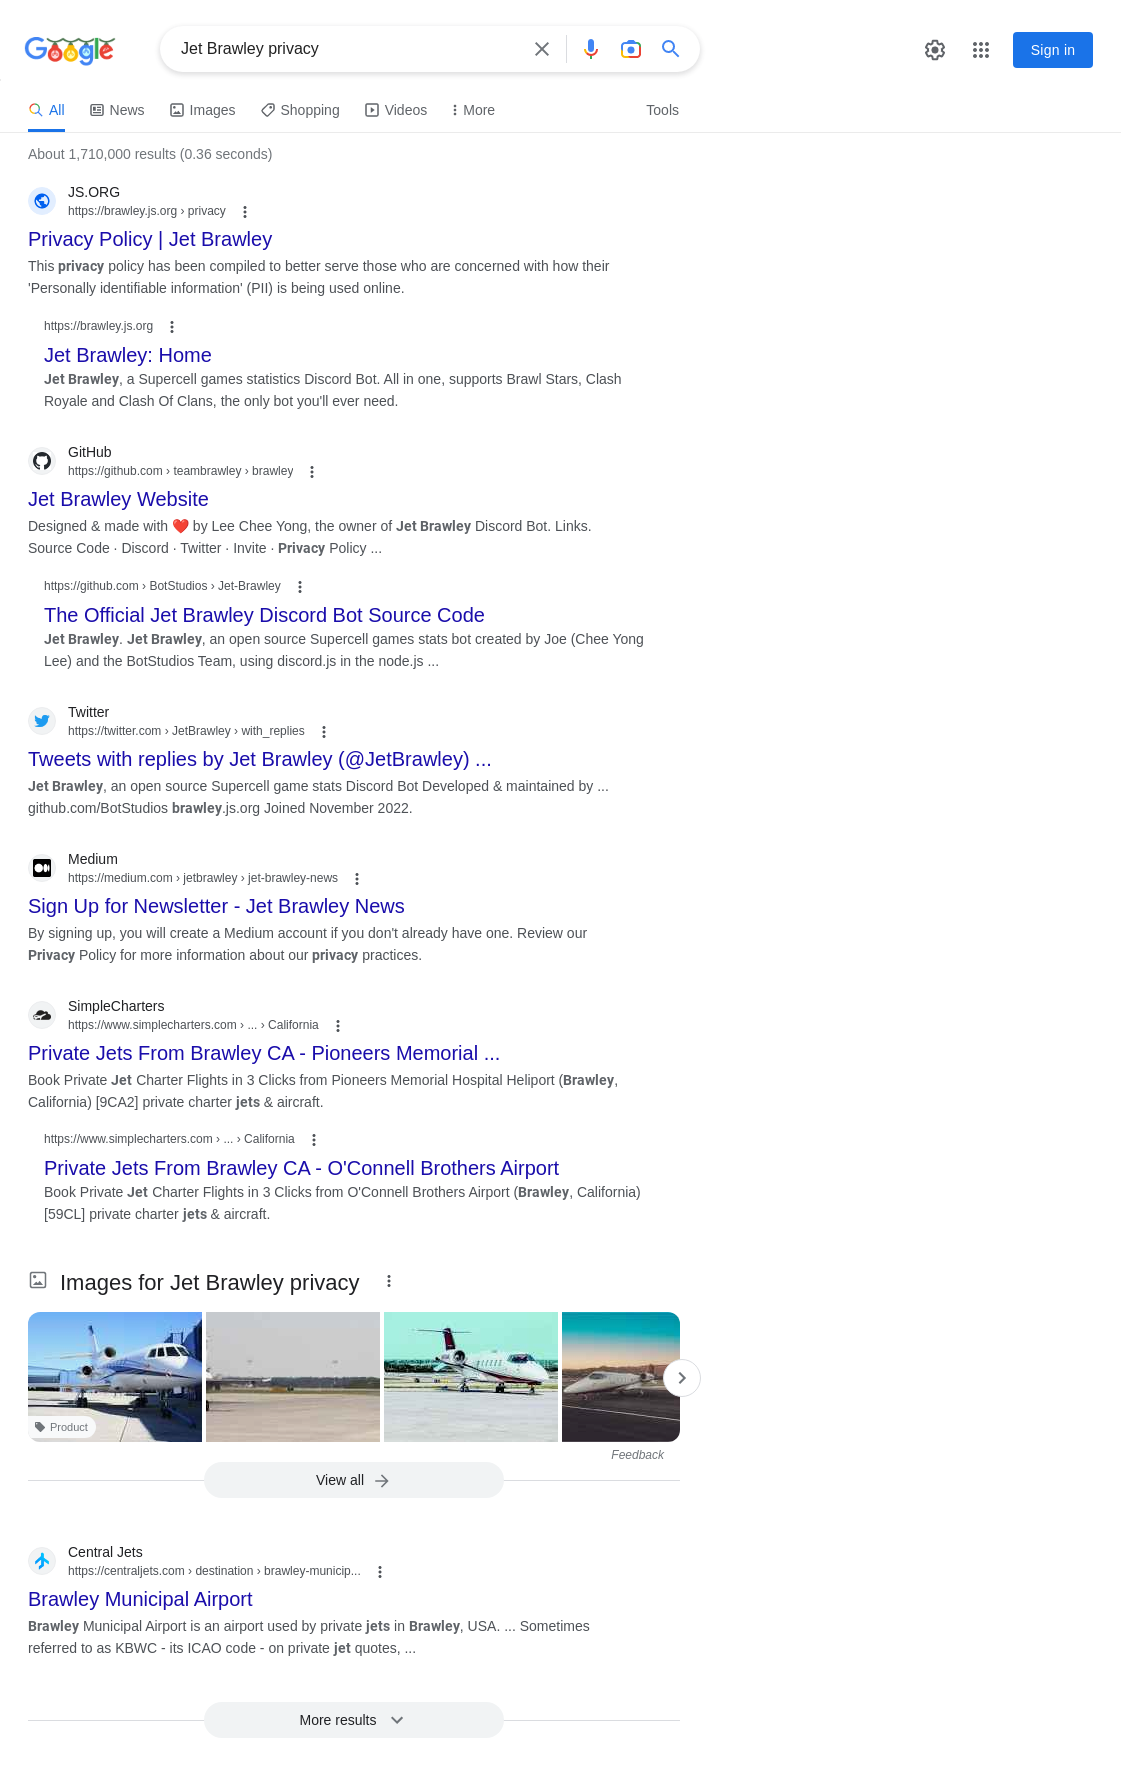 Google
Jet Brawley privacy
Sign in
All
News
Images
Shopping
Videos
More
Tools
About 1,710,000 results (0.36 seconds)
JS.ORG
https://brawley.js.org › privacy
Privacy Policy | Jet Brawley
This privacy policy has been compiled to better serve those who are concerned with how their
'Personally identifiable information' (PII) is being used online.
https://brawley.js.org
Jet Brawley: Home
Jet Brawley, a Supercell games statistics Discord Bot. All in one, supports Brawl Stars, Clash
Royale and Clash Of Clans, the only bot you'll ever need.
GitHub
https://github.com › teambrawley › brawley
Jet Brawley Website
Designed & made with ❤️ by Lee Chee Yong, the owner of Jet Brawley Discord Bot. Links.
Source Code · Discord · Twitter · Invite · Privacy Policy ...
https://github.com › BotStudios › Jet-Brawley
The Official Jet Brawley Discord Bot Source Code
Jet Brawley. Jet Brawley, an open source Supercell games stats bot created by Joe (Chee Yong
Lee) and the BotStudios Team, using discord.js in the node.js ...
Twitter
https://twitter.com › JetBrawley › with_replies
Tweets with replies by Jet Brawley (@JetBrawley) ...
Jet Brawley, an open source Supercell game stats Discord Bot Developed & maintained by ...
github.com/BotStudios brawley.js.org Joined November 2022.
Medium
https://medium.com › jetbrawley › jet-brawley-news
Sign Up for Newsletter - Jet Brawley News
By signing up, you will create a Medium account if you don't already have one. Review our
Privacy Policy for more information about our privacy practices.
SimpleCharters
https://www.simplecharters.com › ... › California
Private Jets From Brawley CA - Pioneers Memorial ...
Book Private Jet Charter Flights in 3 Clicks from Pioneers Memorial Hospital Heliport (Brawley,
California) [9CA2] private charter jets & aircraft.
https://www.simplecharters.com › ... › California
Private Jets From Brawley CA - O'Connell Brothers Airport
Book Private Jet Charter Flights in 3 Clicks from O'Connell Brothers Airport (Brawley, California)
[59CL] private charter jets & aircraft.
Images for Jet Brawley privacy
Product
Feedback
View all
Central Jets
https://centraljets.com › destination › brawley-municip...
Brawley Municipal Airport
Brawley Municipal Airport is an airport used by private jets in Brawley, USA. ... Sometimes
referred to as KBWC - its ICAO code - on private jet quotes, ...
More results